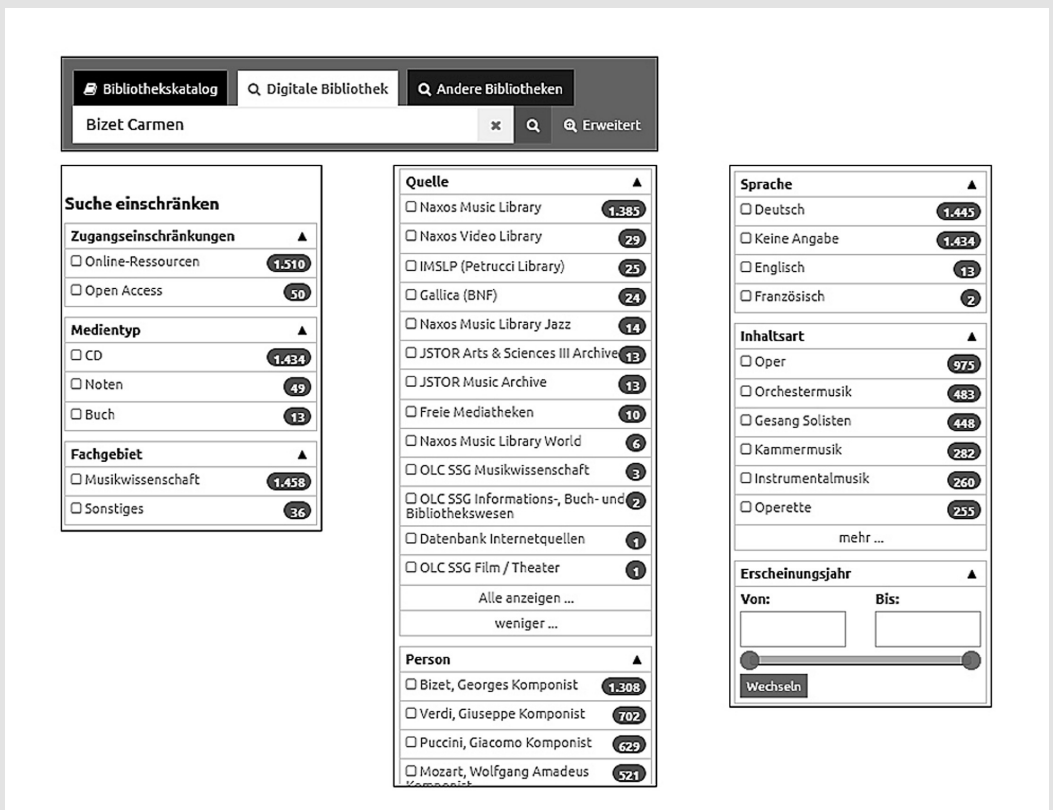 Bibliothekskatalog
Digitale Bibliothek
Andere Bibliotheken
Bizet Carmen
Erweitert
Suche einschränken
Zugangseinschränkungen
Online-Ressourcen 1.510
Open Access 50
Medientyp
CD 1.434
Noten 49
Buch 13
Fachgebiet
Musikwissenschaft 1.458
Sonstiges 36
Quelle
Naxos Music Library 1.385
Naxos Video Library 29
IMSLP (Petrucci Library) 25
Gallica (BNF) 24
Naxos Music Library Jazz 14
JSTOR Arts & Sciences III Archive 13
JSTOR Music Archive 13
Freie Mediatheken 10
Naxos Music Library World 6
OLC SSG Musikwissenschaft 3
OLC SSG Informations-, Buch- und 2
Bibliothekswesen
Datenbank Internetquellen 1
OLC SSG Film / Theater 1
Alle anzeigen ...
weniger ...
Person
Bizet, Georges Komponist 1.308
Verdi, Giuseppe Komponist 702
Puccini, Giacomo Komponist 629
Mozart, Wolfgang Amadeus 521
Komponist
Sprache
Deutsch 1.445
Keine Angabe 1.434
Englisch 13
Französisch 2
Inhaltsart
Oper 975
Orchestermusik 483
Gesang Solisten 448
Kammermusik 282
Instrumentalmusik 260
Operette 255
mehr ...
Erscheinungsjahr
Von: Bis:
Wechseln